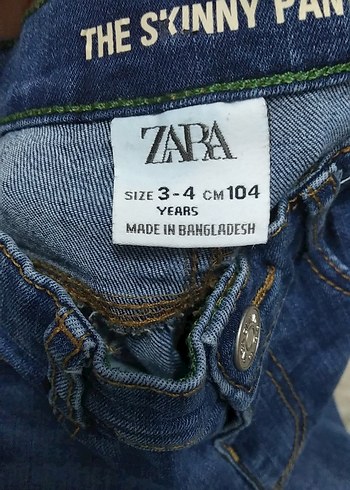 THE SKINNY PAN
ZARA
SIZE 3-4 CM 104
YEARS
MADE IN BANGLADESH